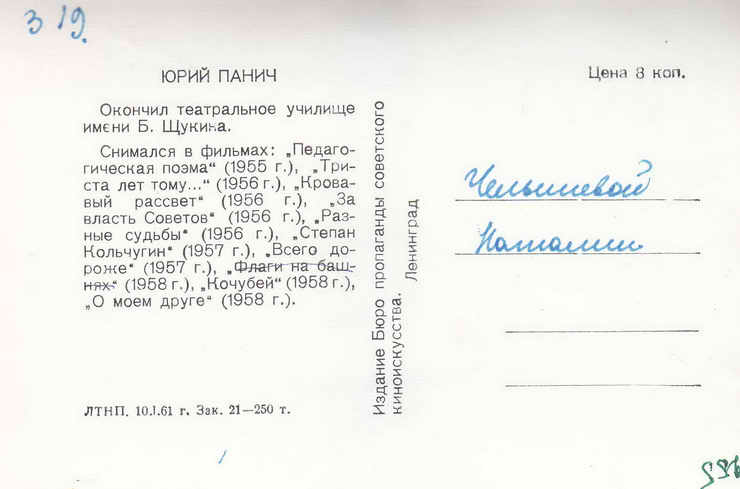 3 19.
ЮРИЙ ПАНИЧ
Окончил театральное училище
имени Б. Щукина.
Снимался в фильмах: „Педаго-
гическая поэма“ (1955 г.), „Три-
ста лет тому...“ (1956 г.), „Крова-
вый рассвет“ (1956 г.), „За
власть Советов“ (1956 г.), „Раз-
ные судьбы“ (1956 г.), „Степан
Кольчугин“ (1957 г.), „Всего до-
роже“ (1957 г.), „Флаги на баш-
нях“ (1958 г.), „Кочубей“ (1958 г.),
„О моем друге“ (1958 г.).
ЛТНП. 10.I.61 г. Зак. 21—250 т.
Издание Бюро пропаганды советского
киноискусства. Ленинград
Цена 8 коп.
Челышевой
Наталии